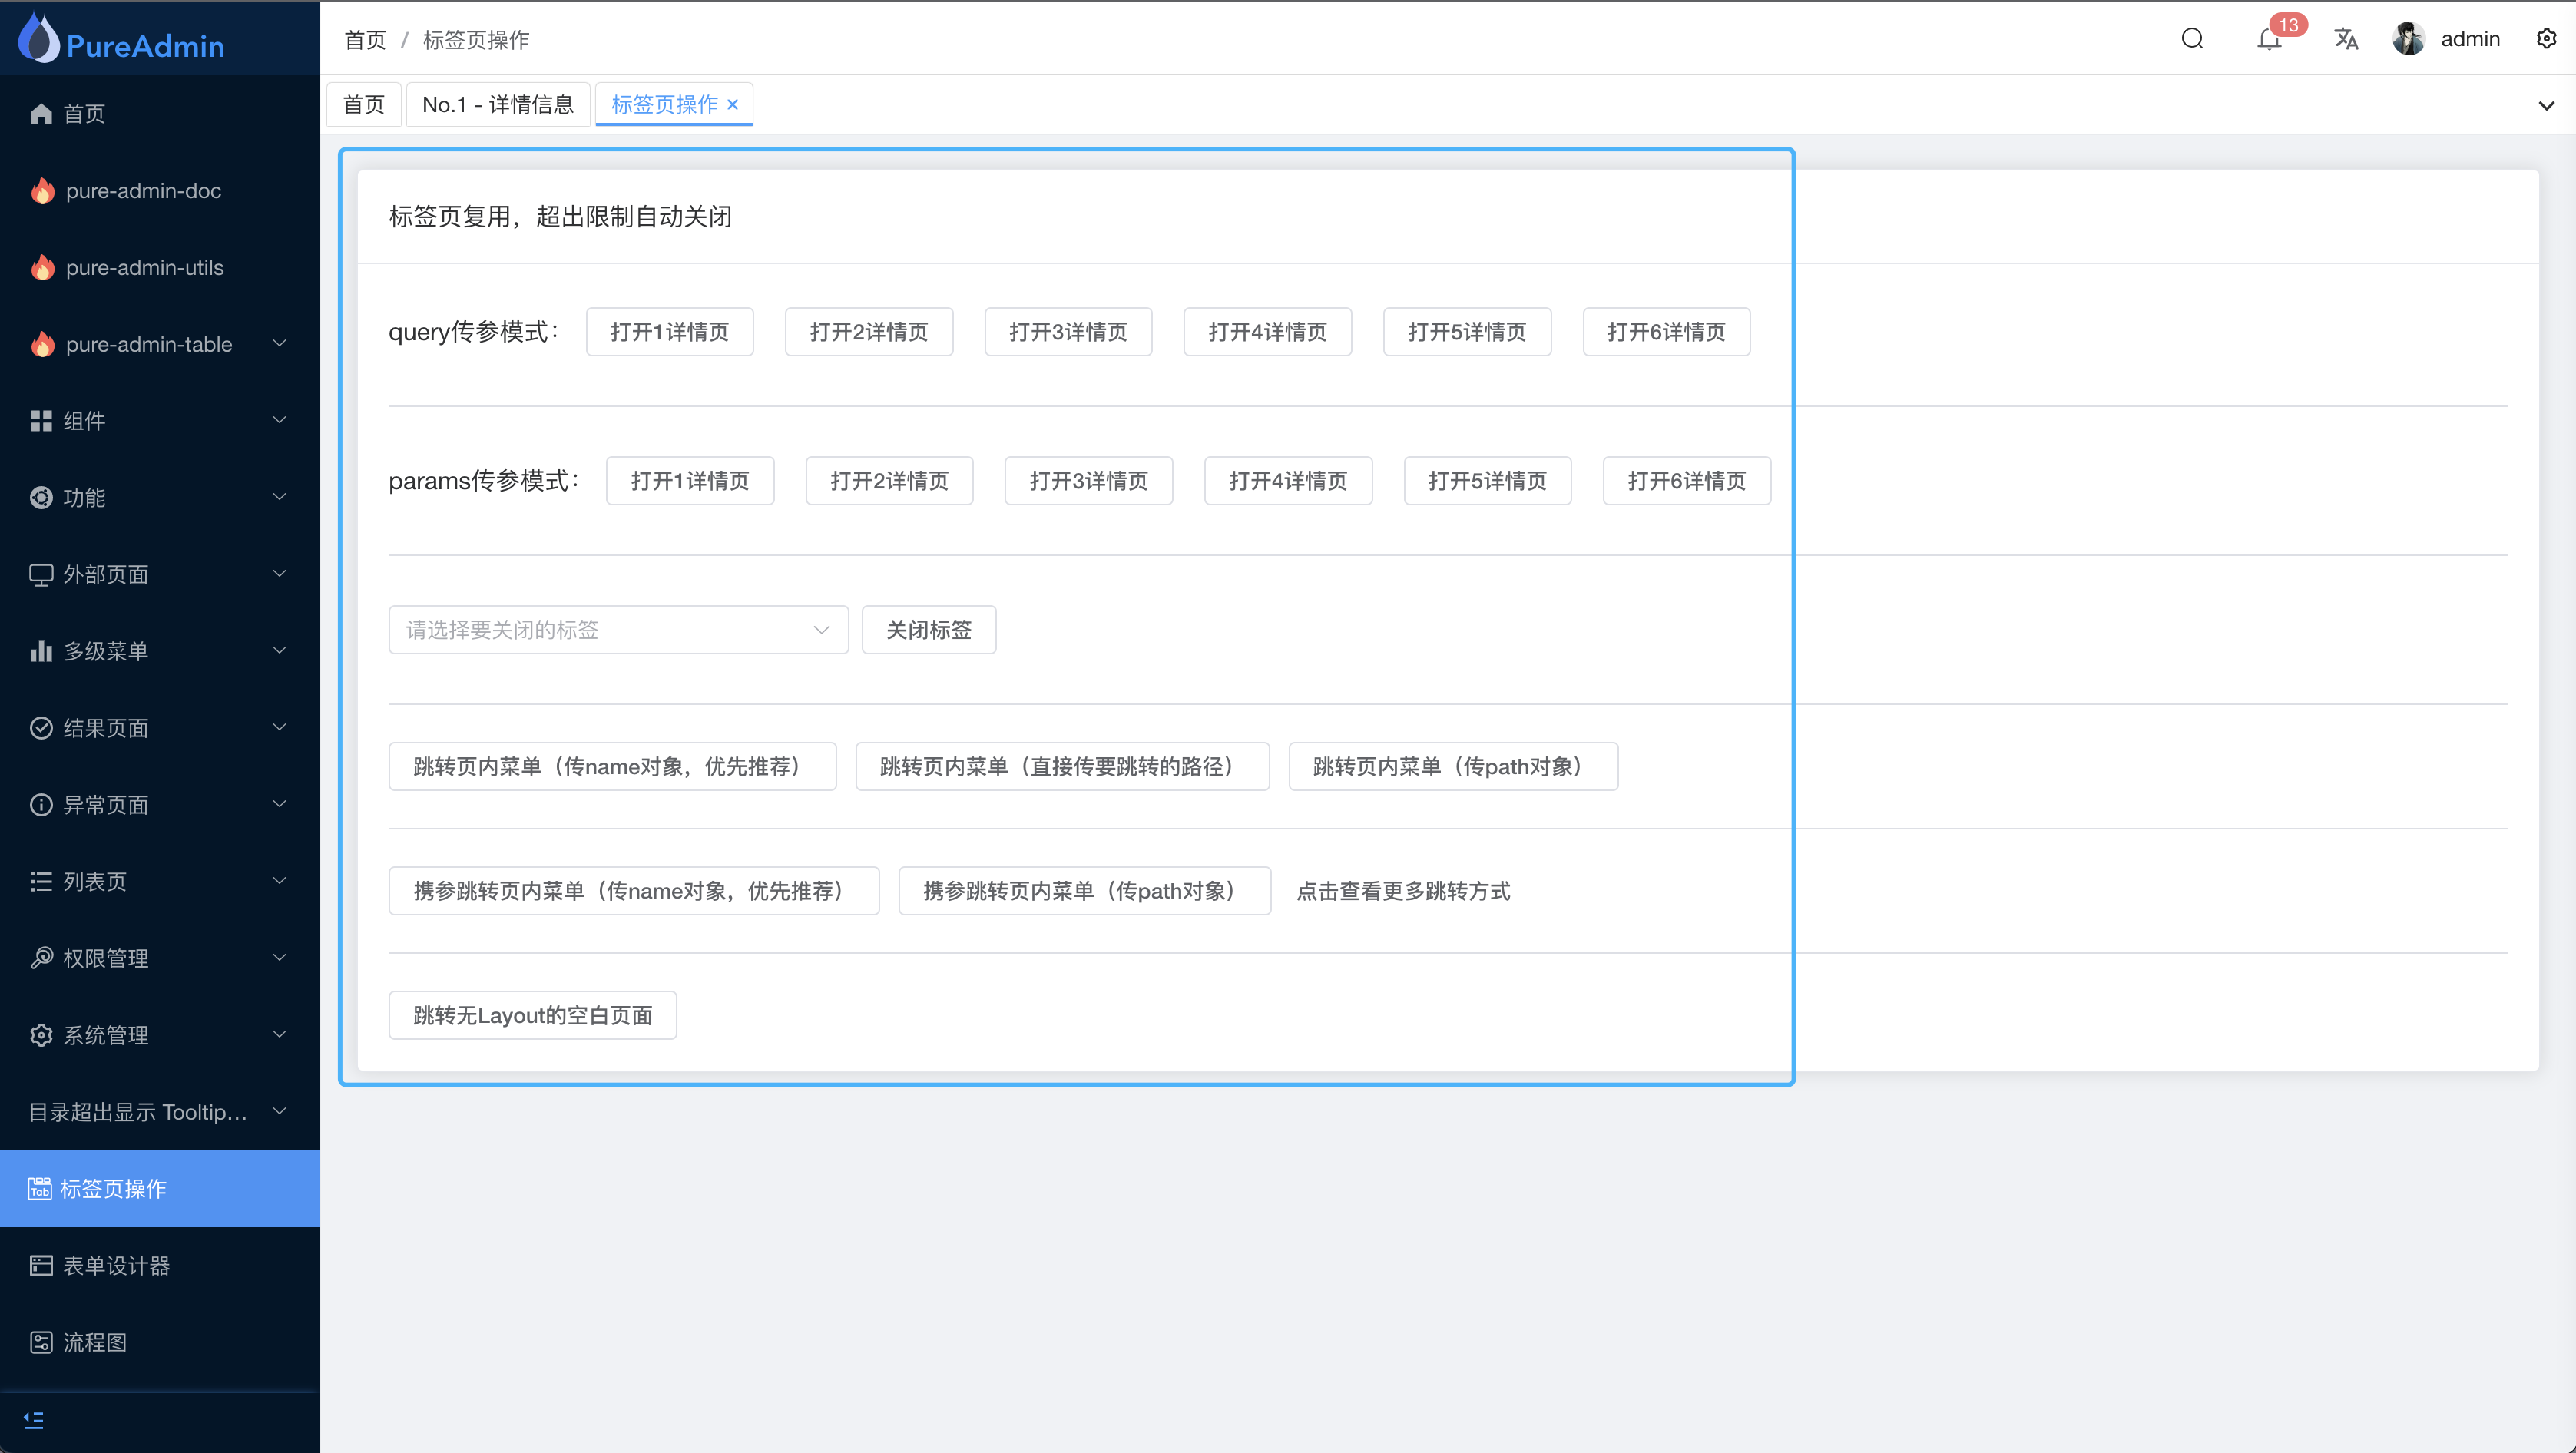 PureAdmin
首页
pure-admin-doc
pure-admin-utils
pure-admin-table
组件
功能
外部页面
多级菜单
结果页面
异常页面
列表页
权限管理
系统管理
目录超出显示 Tooltip...
Tab 标签页操作
表单设计器
流程图
首页 / 标签页操作
13
admin
首页 No.1 - 详情信息 标签页操作
标签页复用，超出限制自动关闭
query传参模式： 打开1详情页 打开2详情页 打开3详情页 打开4详情页 打开5详情页 打开6详情页
params传参模式： 打开1详情页 打开2详情页 打开3详情页 打开4详情页 打开5详情页 打开6详情页
请选择要关闭的标签 关闭标签
跳转页内菜单（传name对象，优先推荐） 跳转页内菜单（直接传要跳转的路径） 跳转页内菜单（传path对象）
携参跳转页内菜单（传name对象，优先推荐） 携参跳转页内菜单（传path对象） 点击查看更多跳转方式
跳转无Layout的空白页面